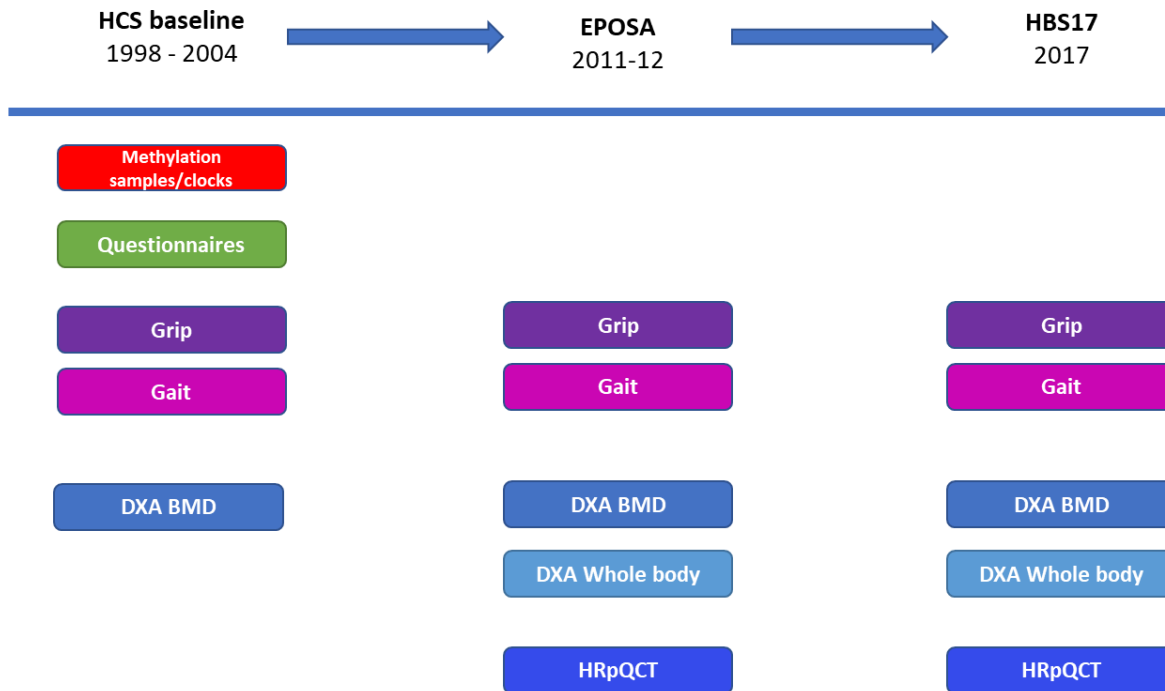 HCS baseline
1998 - 2004
EPOSA
2011-12
HBS17
2017
Methylation
samples/clocks
Questionnaires
Grip
Grip
Grip
Gait
Gait
Gait
DXA BMD
DXA BMD
DXA BMD
DXA Whole body
DXA Whole body
HRpQCT
HRpQCT